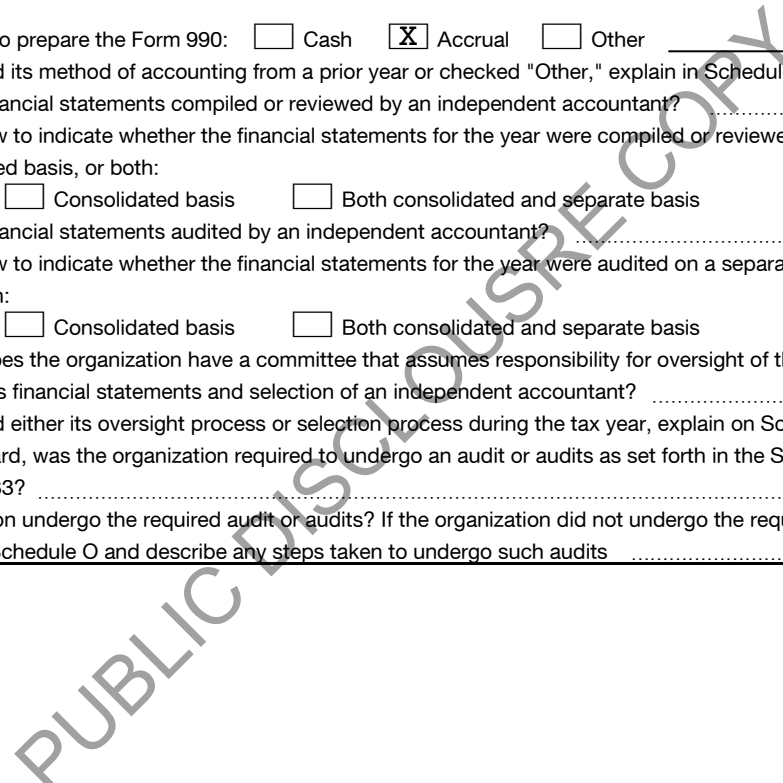 o prepare the Form 990: Cash X Accrual Other
d its method of accounting from a prior year or checked "Other," explain in Schedul
ancial statements compiled or reviewed by an independent accountant?
w to indicate whether the financial statements for the year were compiled or reviewe
ed basis, or both:
Consolidated basis Both consolidated and separate basis
ancial statements audited by an independent accountant?
w to indicate whether the financial statements for the year were audited on a separa
n:
Consolidated basis Both consolidated and separate basis
oes the organization have a committee that assumes responsibility for oversight of th
s financial statements and selection of an independent accountant?
d either its oversight process or selection process during the tax year, explain on Sc
ard, was the organization required to undergo an audit or audits as set forth in the S
33?
on undergo the required audit or audits? If the organization did not undergo the requ
Schedule O and describe any steps taken to undergo such audits
PUBLIC DISCLOUSRE COPY